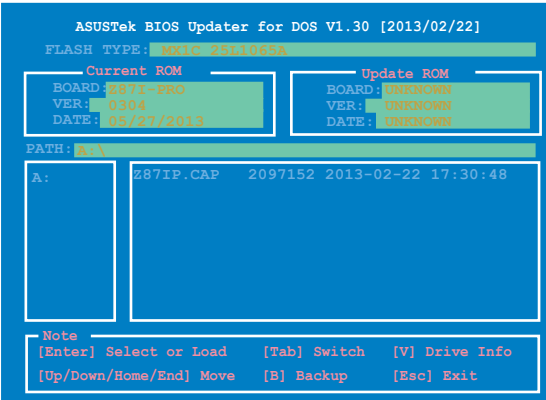 ASUSTek BIOS Updater for DOS V1.30 [2013/02/22]
FLASH TYPE: MX1C 25L1065A
Current ROM
BOARD: Z87I-PRO
VER: 0304
DATE: 05/27/2013
Update ROM
BOARD: UNKNOWN
VER: UNKNOWN
DATE: UNKNOWN
PATH: A:\
A:
Z87IP.CAP 2097152 2013-02-22 17:30:48
Note
[Enter] Select or Load [Tab] Switch [V] Drive Info
[Up/Down/Home/End] Move [B] Backup [Esc] Exit